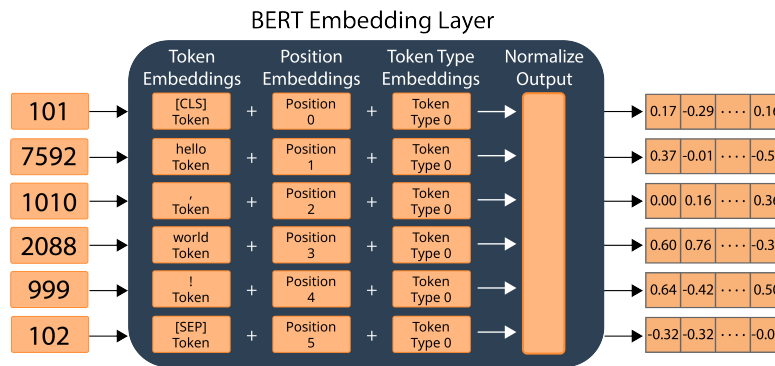 BERT Embedding Layer
Token Embeddings
Position Embeddings
Token Type Embeddings
Normalize Output
101
[CLS] Token
+
Position 0
+
Token Type 0
0.17 -0.29 ····
7592
hello Token
+
Position 1
+
Token Type 0
0.37 -0.01 ····
1010
, Token
+
Position 2
+
Token Type 0
0.00 0.16 ····
2088
world Token
+
Position 3
+
Token Type 0
0.60 0.76 ····
999
! Token
+
Position 4
+
Token Type 0
0.64 -0.42 ····
102
[SEP] Token
+
Position 5
+
Token Type 0
-0.32 -0.32 ····